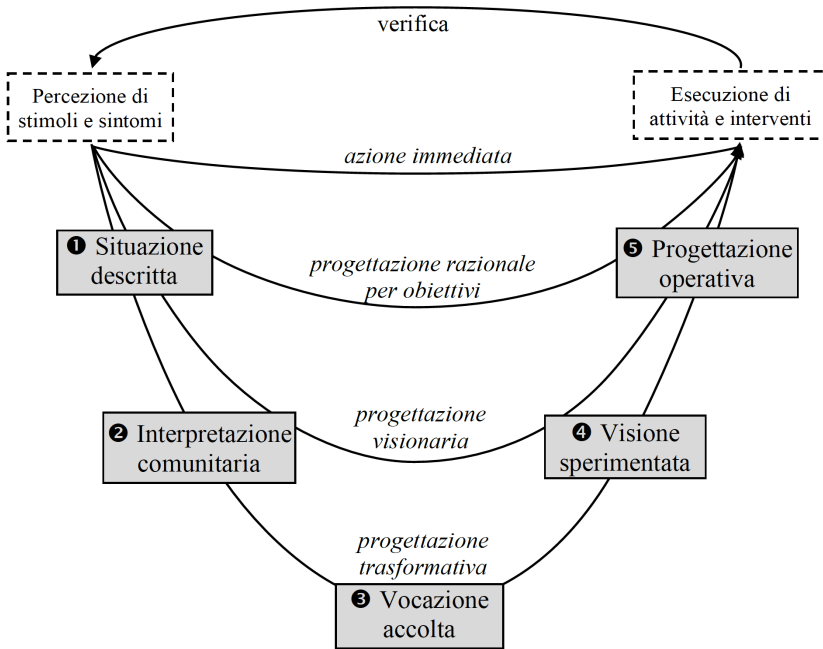 verifica
Percezione di
stimoli e sintomi
Esecuzione di
attività e interventi
azione immediata
❶ Situazione
descritta
progettazione razionale
per obiettivi
❺ Progettazione
operativa
❷ Interpretazione
comunitaria
progettazione
visionaria
❹ Visione
sperimentata
progettazione
trasformativa
❸ Vocazione
accolta